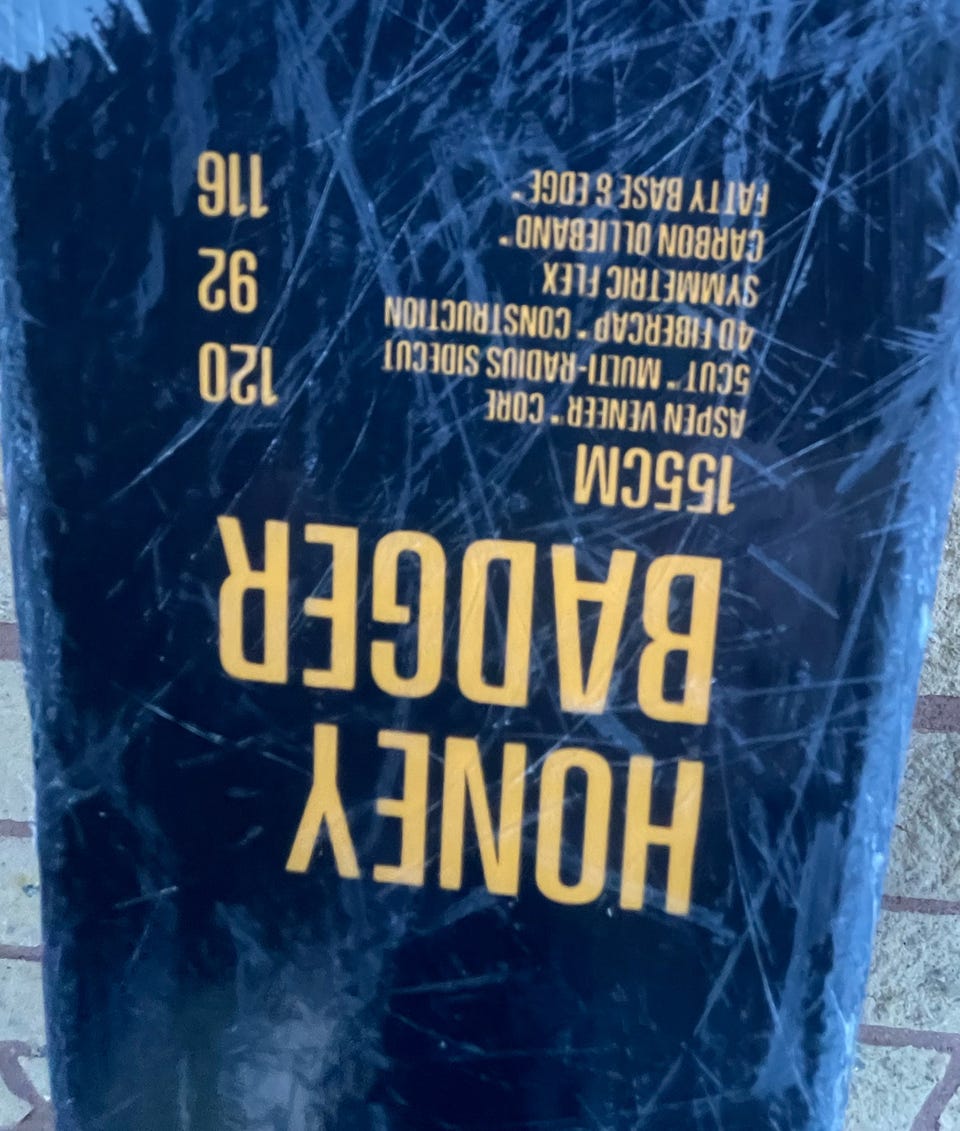 HONEY
BADGER
155CM
ASPEN VENEER™ CORE
5CUT™ MULTI-RADIUS SIDECUT
4D FIBERCAP™ CONSTRUCTION
SYMMETRIC FLEX
CARBON OLLIEBAND™
FATTY BASE & EDGE™
120
92
116